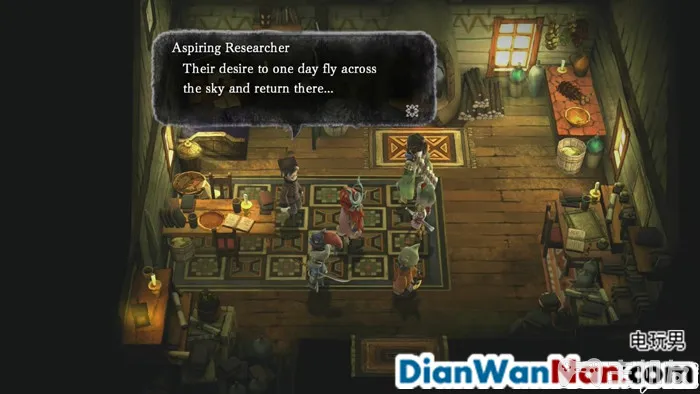 Aspiring Researcher
Their desire to one day fly across
the sky and return there...
电玩男
DianWanNan.com